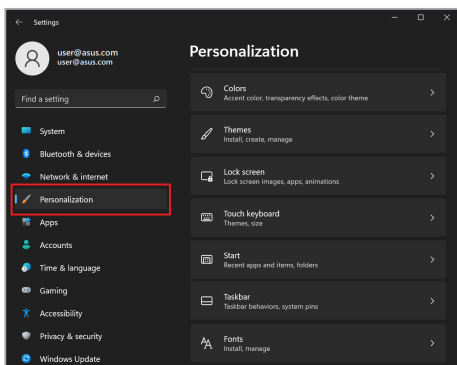 Settings
user@asus.com
user@asus.com
Find a setting
System
Bluetooth & devices
Network & internet
Personalization
Apps
Accounts
Time & language
Gaming
Accessibility
Privacy & security
Windows Update
Personalization
Colors
Accent color, transparency effects, color theme
Themes
Install, create, manage
Lock screen
Lock screen images, apps, animations
Touch keyboard
Themes, size
Start
Recent apps and items, folders
Taskbar
Taskbar behaviors, system pins
Fonts
Install, manage